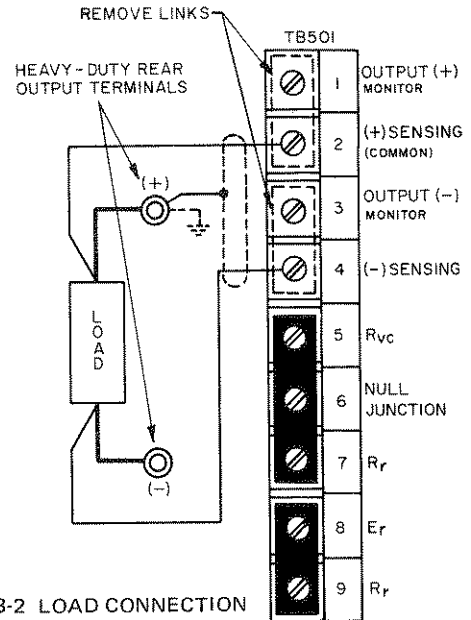 REMOVE LINKS
TB501
HEAVY-DUTY REAR
OUTPUT TERMINALS
1 OUTPUT (+)
MONITOR
2 (+) SENSING
(COMMON)
3 OUTPUT (-)
MONITOR
4 (-) SENSING
5 Rvc
6 NULL
JUNCTION
7 Rr
8 Er
9 Rr
(+)
LOAD
(-)
3-2 LOAD CONNECTION